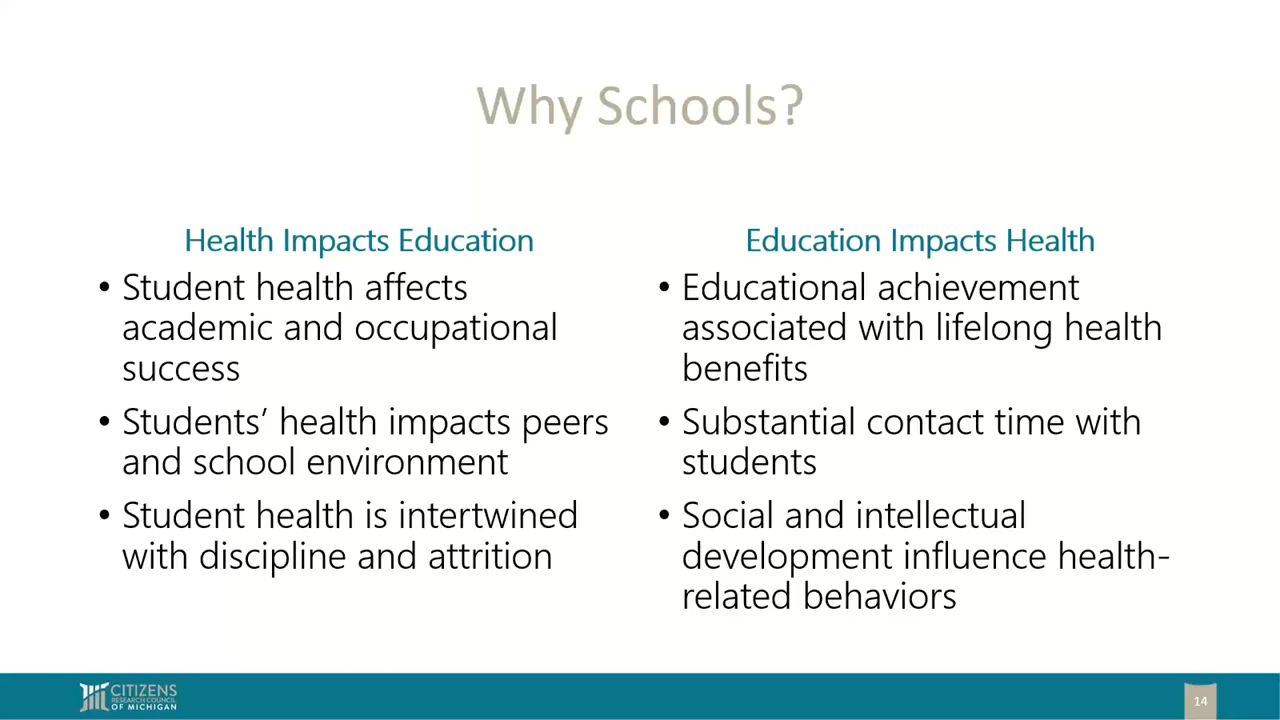 Why Schools?
Health Impacts Education
• Student health affects
academic and occupational
success
• Students’ health impacts peers
and school environment
• Student health is intertwined
with discipline and attrition
Education Impacts Health
• Educational achievement
associated with lifelong health
benefits
• Substantial contact time with
students
• Social and intellectual
development influence health-
related behaviors
CITIZENS
RESEARCH COUNCIL
OF MICHIGAN
14